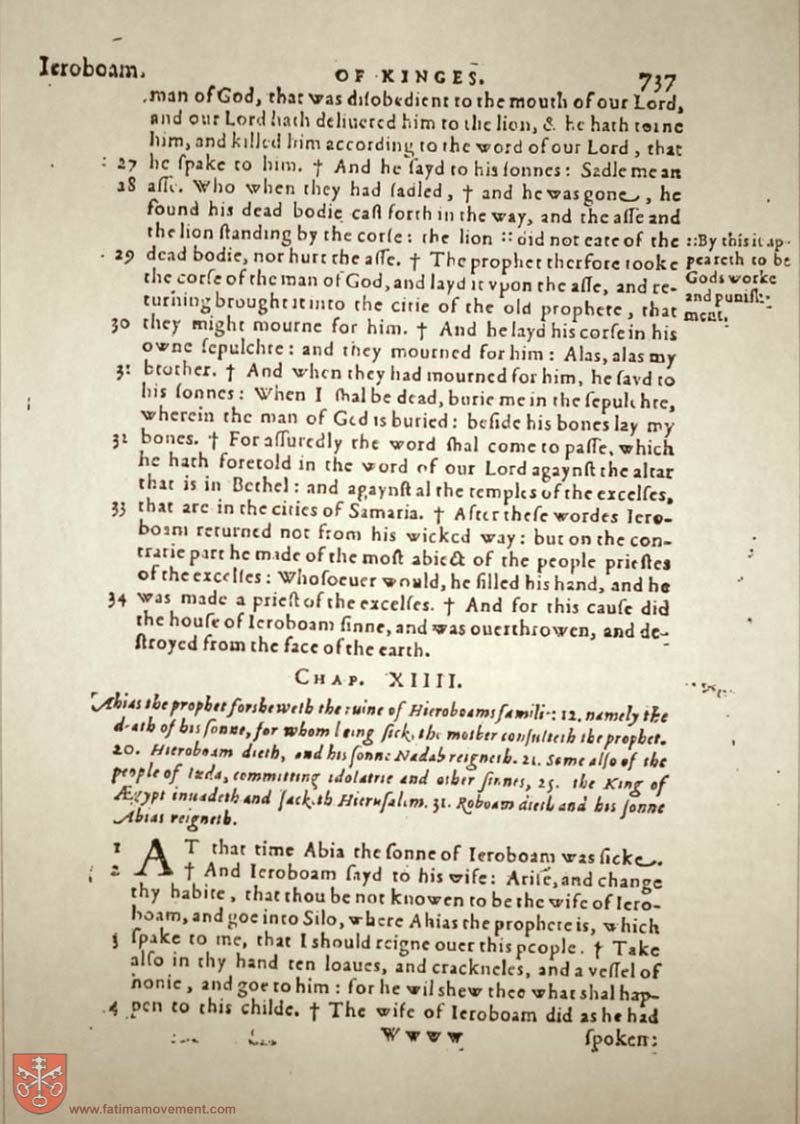 Ieroboam.
OF KINGES.
737
man of God, that was diſobedient to the mouth of our Lord,
and our Lord hath deliuered him to the lion, & he hath torne
him, and killed him according to the word of our Lord, that
27 he ſpake to him. † And he ſayd to his ſonnes: Sadle me an
28 aſſe. Who when they had ſadled, † and he was gone, he
found his dead bodie caſt forth in the way, and the aſſe and
the lion ſtanding by the corſe: the lion :: did not eate of the
29 dead bodie, nor hurt the aſſe. † The prophet therfore tooke
the corſe of the man of God, and layd it vpon the aſſe, and re-
turning brought it into the citie of the old prophete, that
30 they might mourne for him. † And he layd his corſe in his
owne ſepulchre: and they mourned for him: Alas, alas my
31 brother. † And when they had mourned for him, he ſayd to
his ſonnes: When I ſhal be dead, burie me in the ſepulchre,
wherein the man of God is buried: beſide his bones lay my
32 bones. † For aſſuredly the word ſhal come to paſſe, which
he hath foretold in the word of our Lord agaynſt the altar
that is in Bethel: and agaynſt al the temples of the excelſes,
33 that are in the cities of Samaria. † After theſe wordes Iero-
boam returned not from his wicked way: but on the con-
trarie part he made of the moſt abiect of the people prieſtes
of the excelſes: Whoſoeuer would, he filled his hand, and he
34 was made a prieſt of the excelſes. † And for this cauſe did
the houſe of Ieroboam ſinne, and was ouerthrowen, and de-
ſtroyed from the face of the earth.
:: By this it ap-
peareth to be
Gods worke
and puniſh-
ment.
CHAP. XIIII.
Ahias the prophet forsheweth the ruine of Hieroboams familie: 12. namely the
death of his ſonne, for whom being ſick, the mother conſulteth the prophet.
20. Hieroboam dieth, and his ſonne Nadab reigneth. 21. Some alſo of the
people of Iuda, committing idolatrie and other ſinnes, 25. the King of
Ægypt inuadeth and ſacketh Hieruſalem. 31. Roboam dieth and his ſonne
Abias reigneth.
1 AT that time Abia the ſonne of Ieroboam was ſicke.
2 † And Ieroboam ſayd to his wife: Ariſe, and change
thy habite, that thou be not knowen to be the wife of Iero-
boam, and goe into Silo, where Ahias the prophete is, which
3 ſpake to me, that I should reigne ouer this people. † Take
alſo in thy hand ten loaues, and crackneles, and a veſſel of
honie, and goe to him: for he wil shew thee what shal hap-
4 pen to this childe. † The wife of Ieroboam did as he had
Wwww
ſpoken:
www.fatimamovement.com